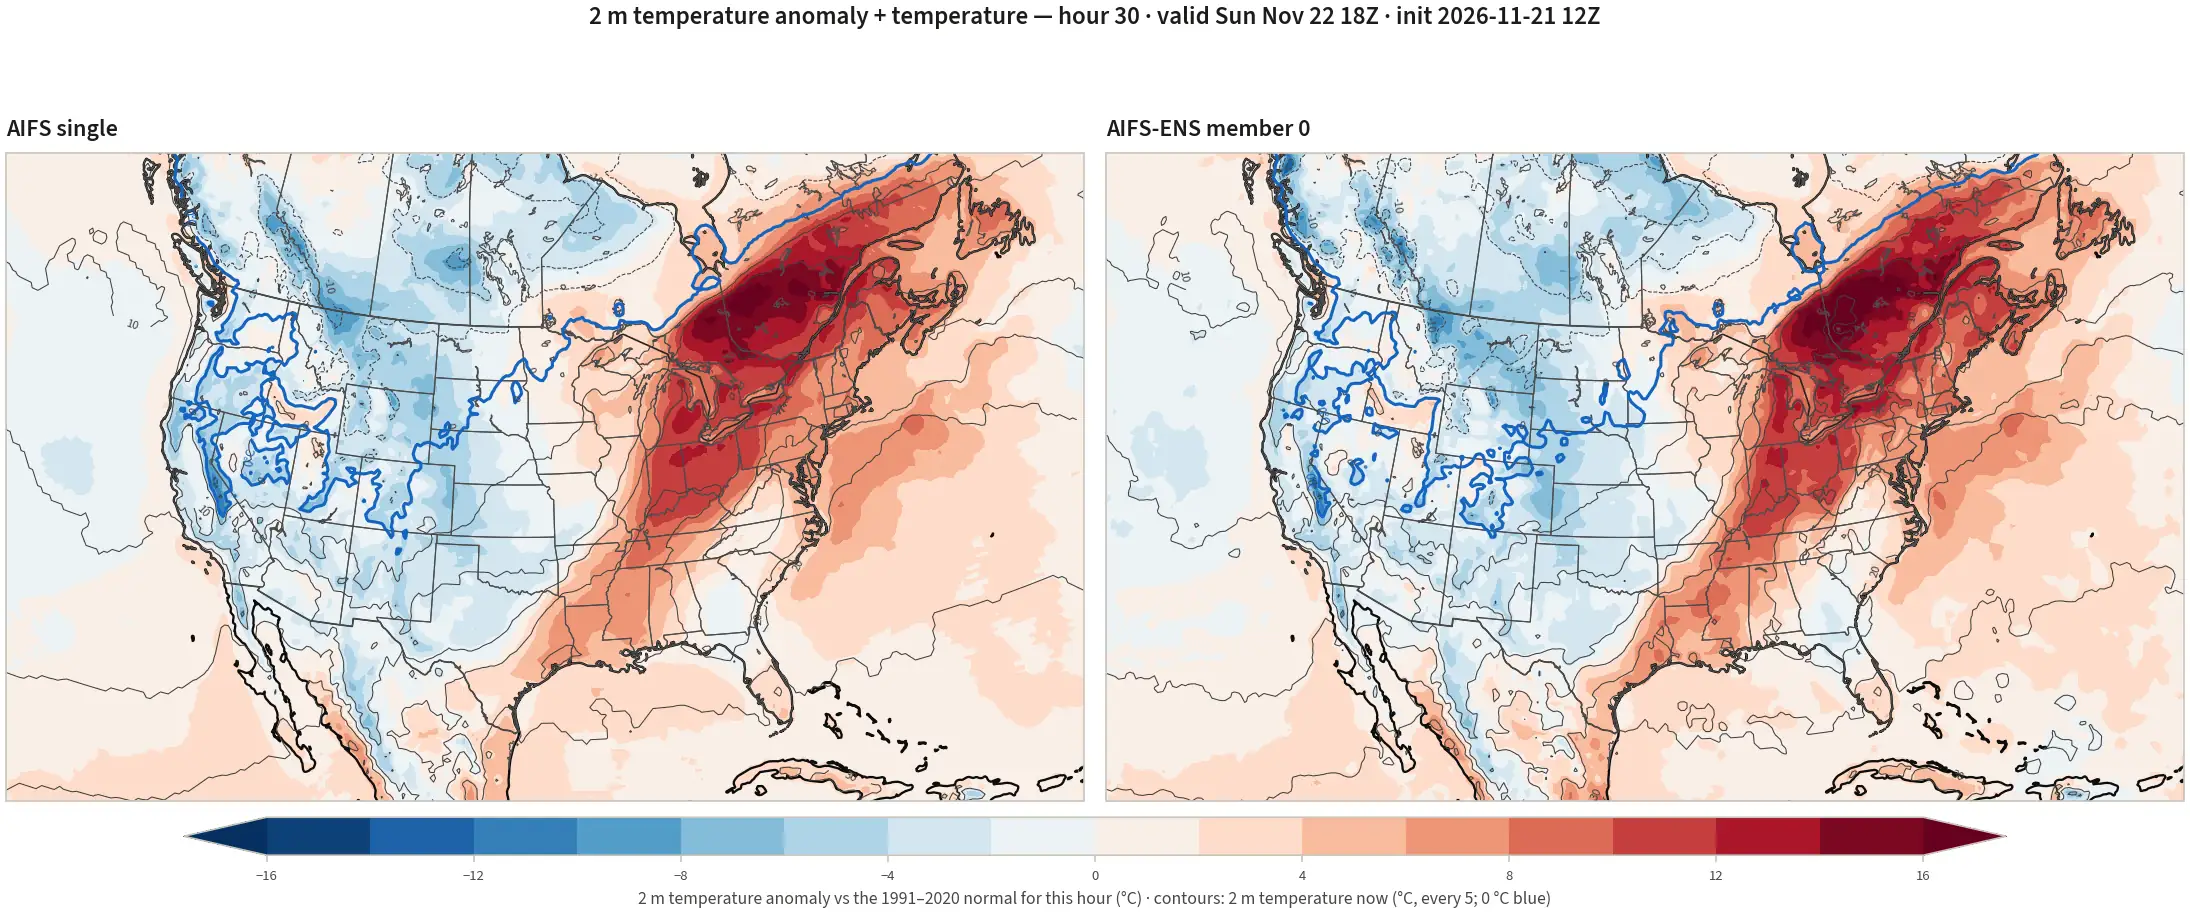 2 m temperature anomaly + temperature — hour 30 · valid Sun Nov 22 18Z · init 2026-11-21 12Z
AIFS single
AIFS-ENS member 0
10
−10
20
−16 −12 −8 −4 0 4 8 12 16
2 m temperature anomaly vs the 1991–2020 normal for this hour (°C) · contours: 2 m temperature now (°C, every 5; 0 °C blue)